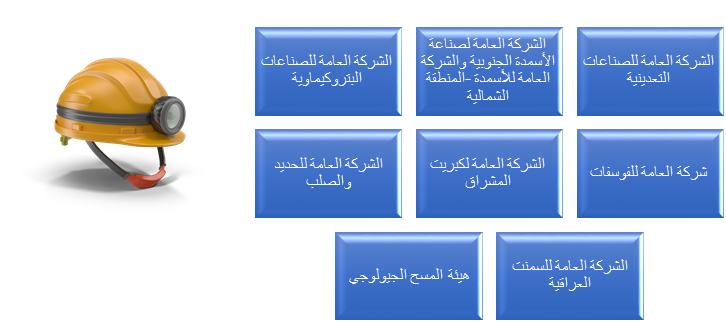 الشركة العامة للصناعات
التعدينية
الشركة العامة لصناعة
الأسمدة الجنوبية والشركة
العامة للأسمدة -المنطقة
الشمالية
الشركة العامة للصناعات
البتروكيماوية
شركة العامة للفوسفات
الشركة العامة لكبريت
المشراق
الشركة العامة للحديد
والصلب
الشركة العامة للسمنت
العراقية
هيئة المسح الجيولوجي